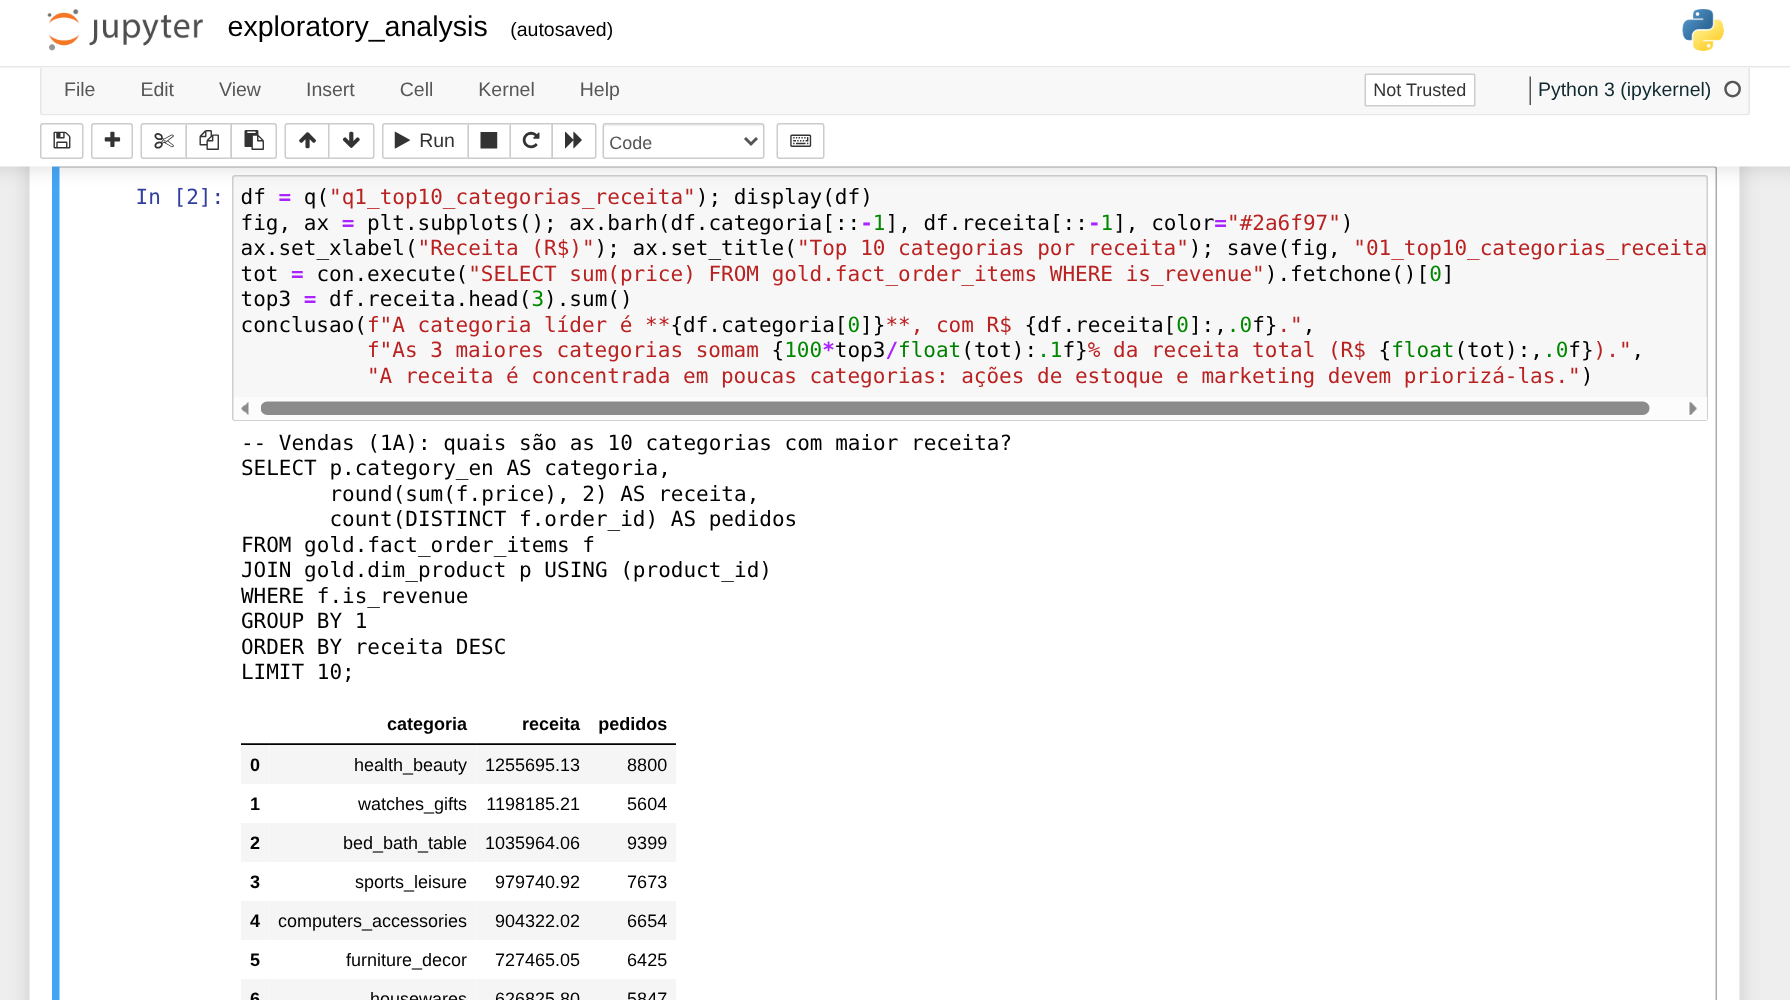 jupyter exploratory_analysis (autosaved)
File Edit View Insert Cell Kernel Help Not Trusted Python 3 (ipykernel)
Run Code
In [2]: df = q("q1_top10_categorias_receita"); display(df)
fig, ax = plt.subplots(); ax.barh(df.categoria[::-1], df.receita[::-1], color="#2a6f97")
ax.set_xlabel("Receita (R$)"); ax.set_title("Top 10 categorias por receita"); save(fig, "01_top10_categorias_receita
tot = con.execute("SELECT sum(price) FROM gold.fact_order_items WHERE is_revenue").fetchone()[0]
top3 = df.receita.head(3).sum()
conclusao(f"A categoria líder é **{df.categoria[0]}**, com R$ {df.receita[0]:,.0f}.",
f"As 3 maiores categorias somam {100*top3/float(tot):.1f}% da receita total (R$ {float(tot):,.0f}).",
"A receita é concentrada em poucas categorias: ações de estoque e marketing devem priorizá-las.")
-- Vendas (1A): quais são as 10 categorias com maior receita?
SELECT p.category_en AS categoria,
round(sum(f.price), 2) AS receita,
count(DISTINCT f.order_id) AS pedidos
FROM gold.fact_order_items f
JOIN gold.dim_product p USING (product_id)
WHERE f.is_revenue
GROUP BY 1
ORDER BY receita DESC
LIMIT 10;
categoria receita pedidos
0 health_beauty 1255695.13 8800
1 watches_gifts 1198185.21 5604
2 bed_bath_table 1035964.06 9399
3 sports_leisure 979740.92 7673
4 computers_accessories 904322.02 6654
5 furniture_decor 727465.05 6425
6 housewares 626825.80 5847